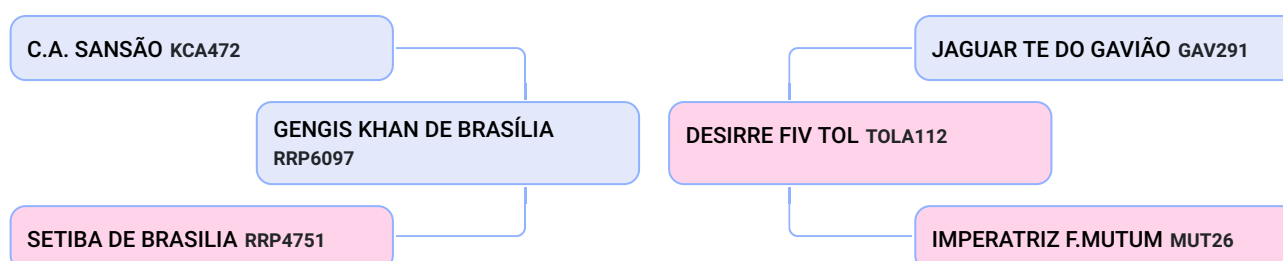 C.A. SANSÃO KCA472
JAGUAR TE DO GAVIÃO GAV291
GENGIS KHAN DE BRASÍLIA
RRP6097
DESIRRE FIV TOL TOLA112
SETIBA DE BRASILIA RRP4751
IMPERATRIZ F.MUTUM MUT26